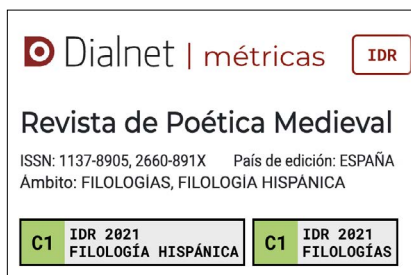 Dialnet | métricas IDR
Revista de Poética Medieval
ISSN: 1137-8905, 2660-891X País de edición: ESPAÑA
Ámbito: FILOLOGÍAS, FILOLOGÍA HISPÁNICA
C1 IDR 2021 FILOLOGÍA HISPÁNICA
C1 IDR 2021 FILOLOGÍAS